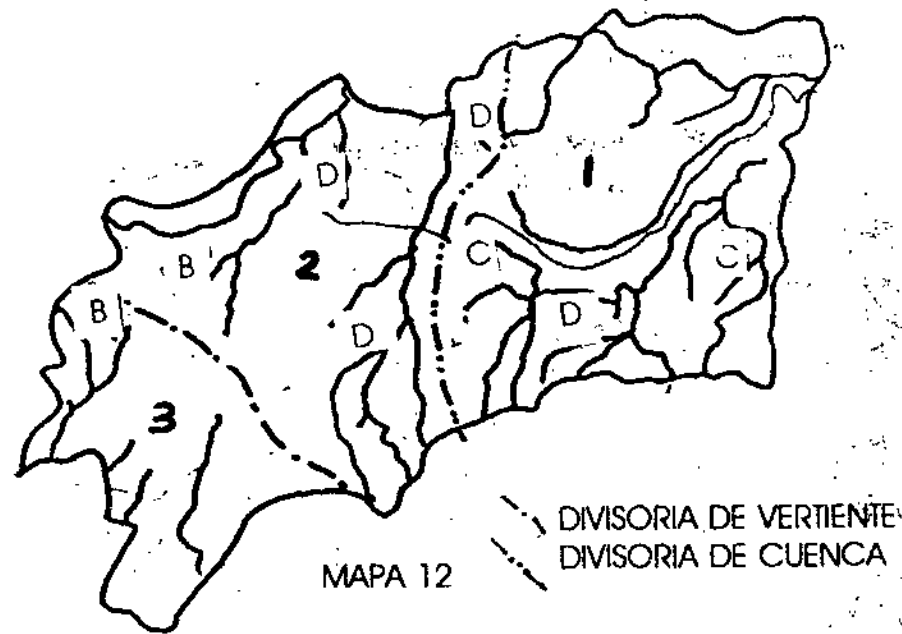 D
1
D
C
C
2
B
B
D
D
3
DIVISORIA DE VERTIENTE
DIVISORIA DE CUENCA
MAPA 12